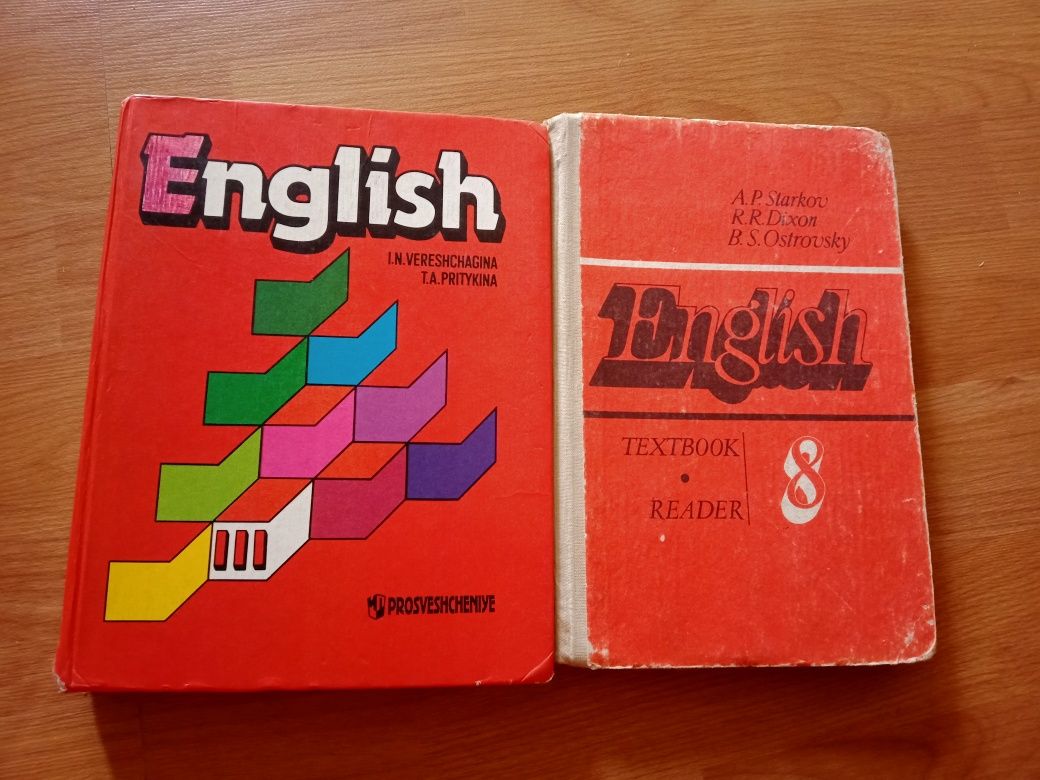 English
I.N.VERESHCHAGINA
T.A.PRITYKINA
III
PROSVESHCHENIYE
A.P.Starkov
R.R.Dixon
B.S.Ostrovsky
English
TEXTBOOK
•
READER
8